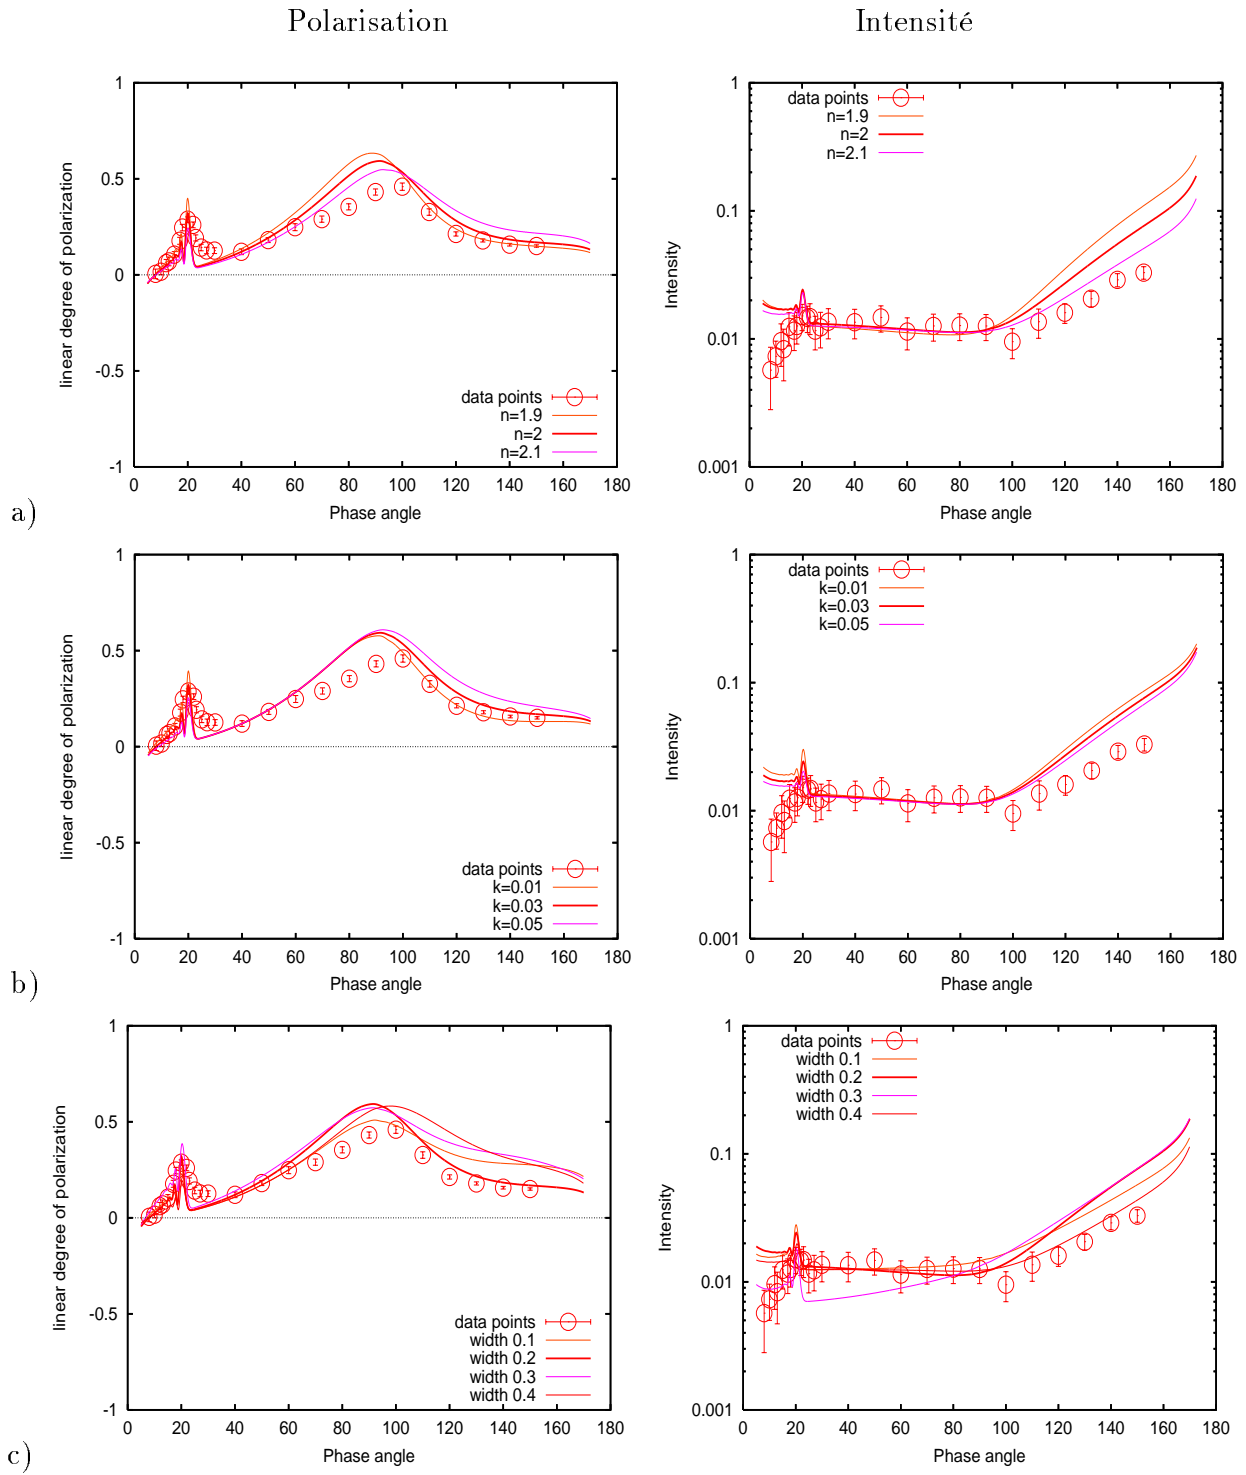 Polarisation
Intensité
1
0.5
0
-0.5
-1
linear degree of polarization
data points
n=1.9
n=2
n=2.1
0 20 40 60 80 100 120 140 160 180
Phase angle
1
0.1
0.01
0.001
Intensity
data points
n=1.9
n=2
n=2.1
0 20 40 60 80 100 120 140 160 180
Phase angle
a)
1
0.5
0
-0.5
-1
linear degree of polarization
data points
k=0.01
k=0.03
k=0.05
0 20 40 60 80 100 120 140 160 180
Phase angle
1
0.1
0.01
0.001
Intensity
data points
k=0.01
k=0.03
k=0.05
0 20 40 60 80 100 120 140 160 180
Phase angle
b)
1
0.5
0
-0.5
-1
linear degree of polarization
data points
width 0.1
width 0.2
width 0.3
width 0.4
0 20 40 60 80 100 120 140 160 180
Phase angle
1
0.1
0.01
0.001
Intensity
data points
width 0.1
width 0.2
width 0.3
width 0.4
0 20 40 60 80 100 120 140 160 180
Phase angle
c)